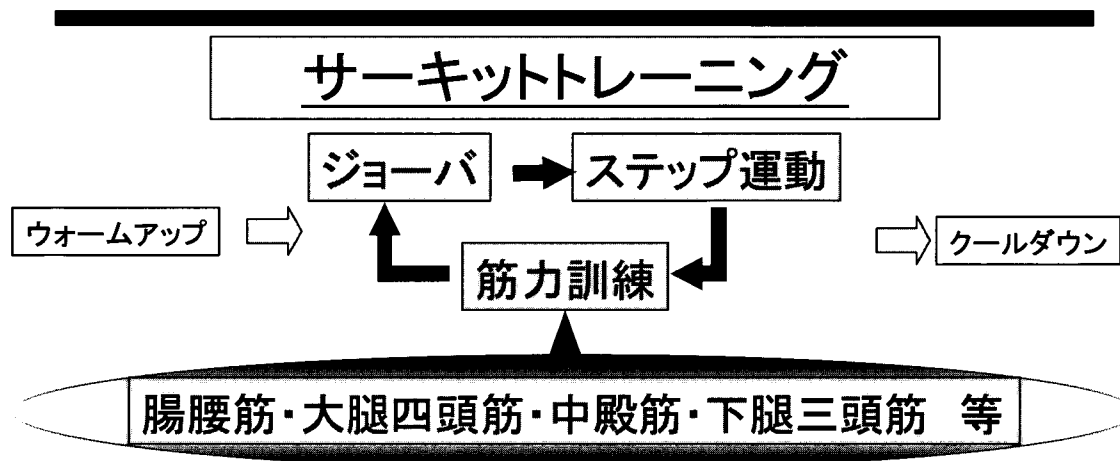 サーキットトレーニング
ジョーバ
ステップ運動
ウォームアップ
クールダウン
筋力訓練
腸腰筋・大腿四頭筋・中殿筋・下腿三頭筋 等